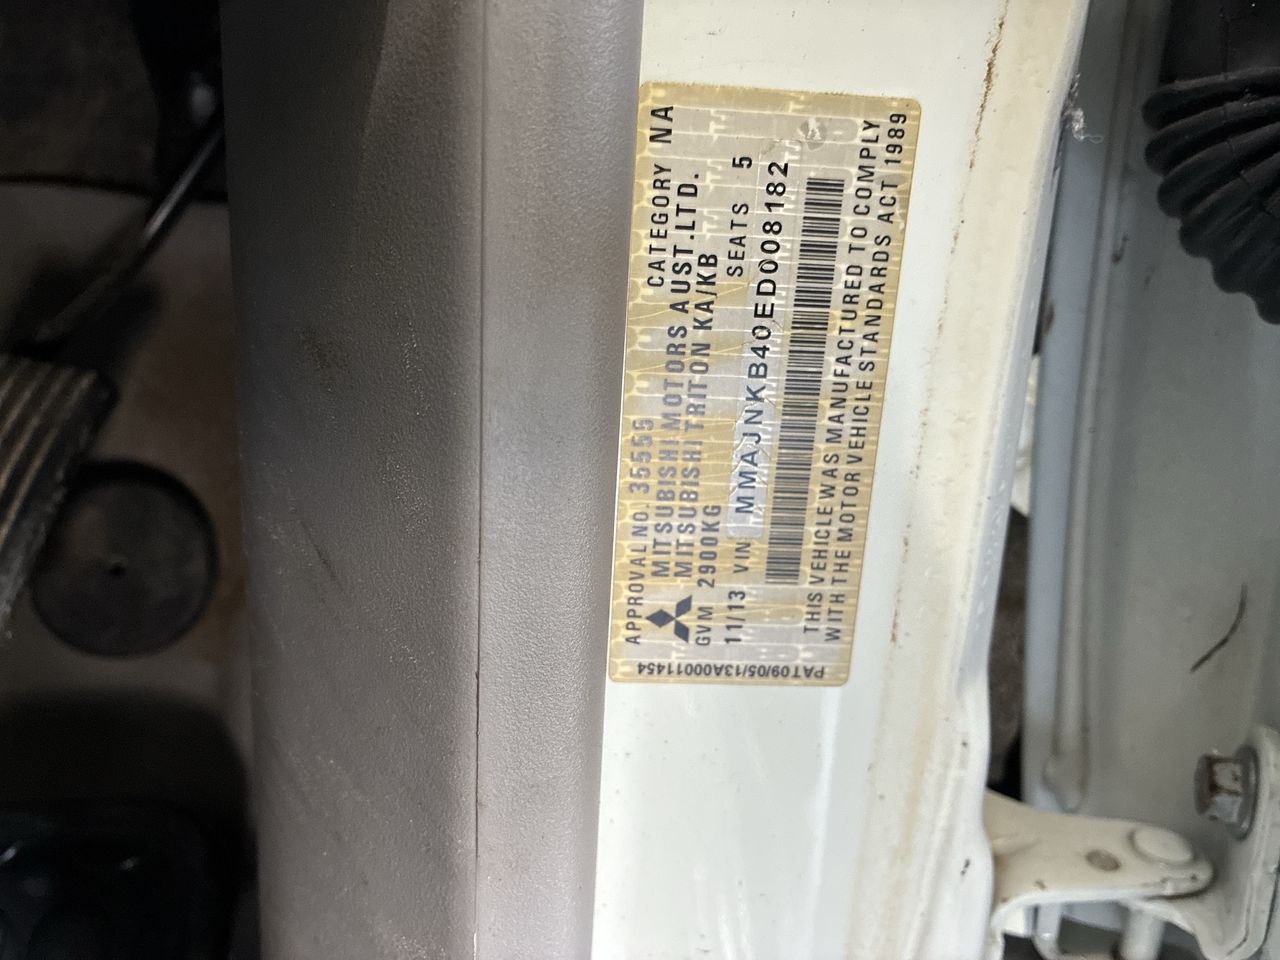 APPROVAL NO. 35555 CATEGORY NA
MITSUBISHI MOTORS AUST.LTD.
MITSUBISHI TRITON KA/KB
GVM 2900KG SEATS 5
11/13 VIN MMAJNKB40ED008182
THIS VEHICLE WAS MANUFACTURED TO COMPLY
WITH THE MOTOR VEHICLE STANDARDS ACT 1989
PAT09/05/13A00011454